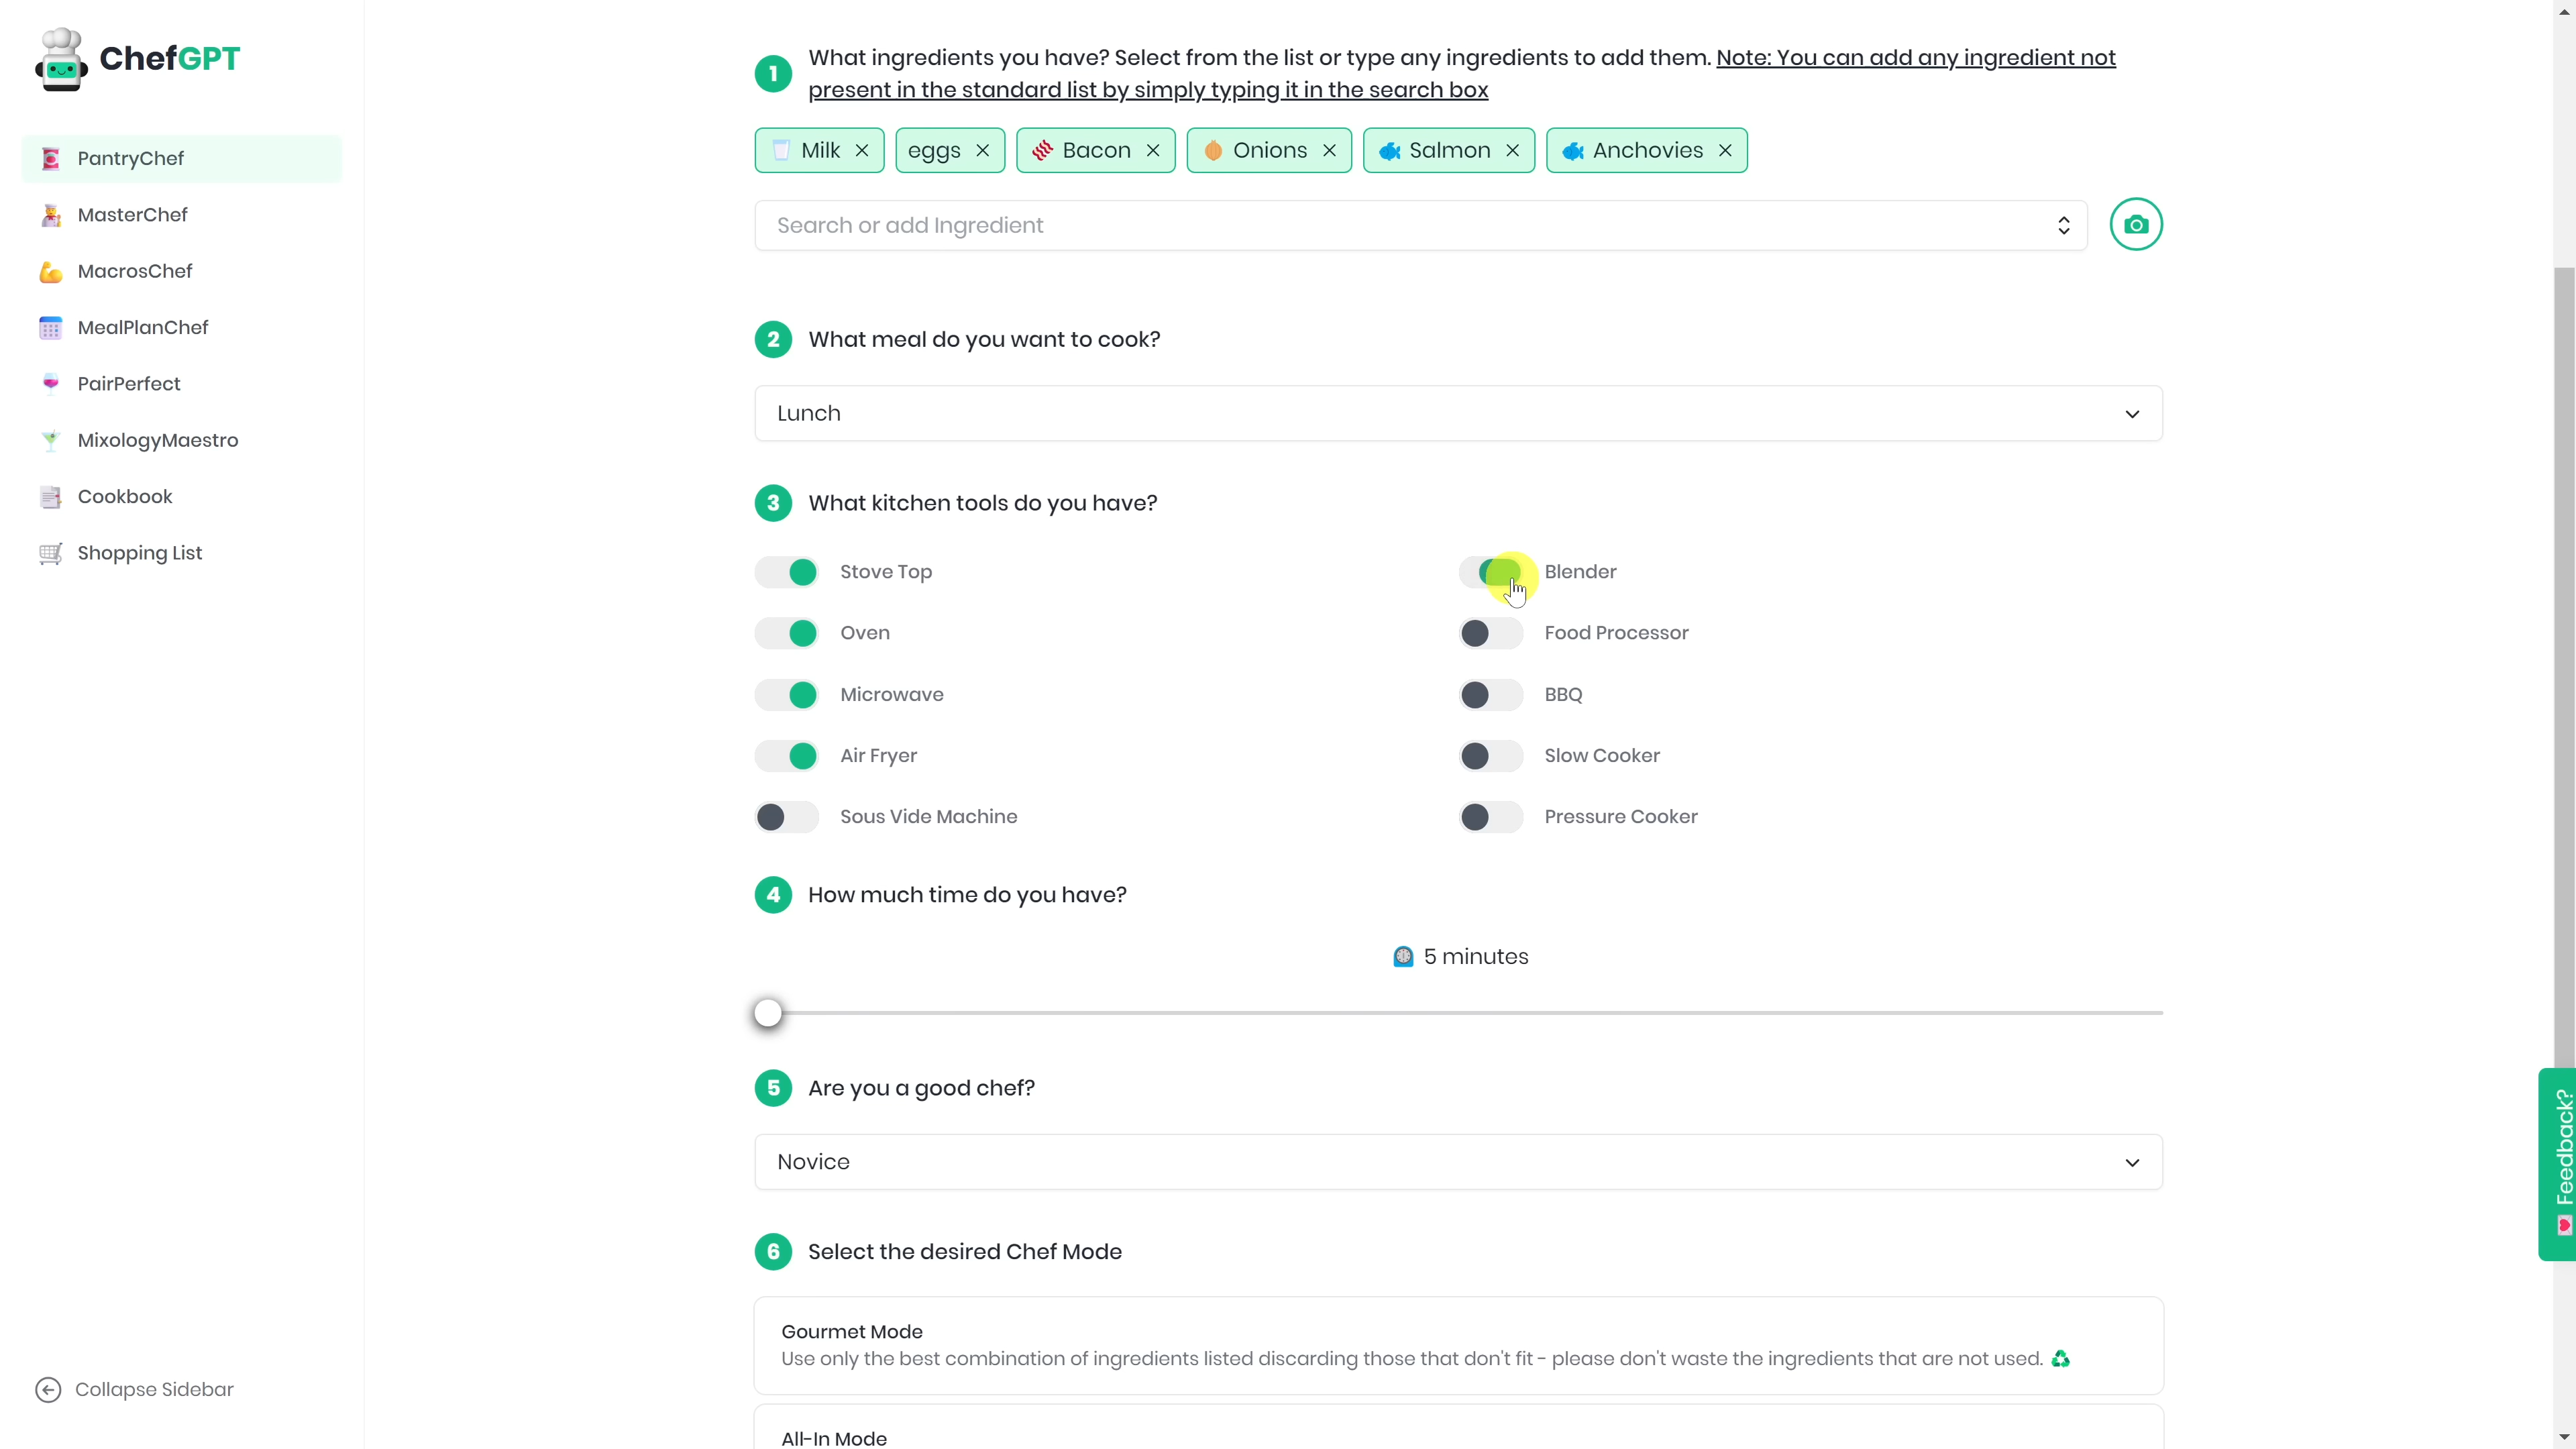 ChefGPT
PantryChef
MasterChef
MacrosChef
MealPlanChef
PairPerfect
MixologyMaestro
Cookbook
Shopping List
Collapse Sidebar
1
What ingredients you have? Select from the list or type any ingredients to add them. Note: You can add any ingredient not
present in the standard list by simply typing it in the search box
Milk × eggs × Bacon × Onions × Salmon × Anchovies ×
Search or add Ingredient
2 What meal do you want to cook?
Lunch
3 What kitchen tools do you have?
Stove Top Blender
Oven Food Processor
Microwave BBQ
Air Fryer Slow Cooker
Sous Vide Machine Pressure Cooker
4 How much time do you have?
5 minutes
5 Are you a good chef?
Novice
6 Select the desired Chef Mode
Gourmet Mode
Use only the best combination of ingredients listed discarding those that don't fit - please don't waste the ingredients that are not used.
All-In Mode
Feedback?